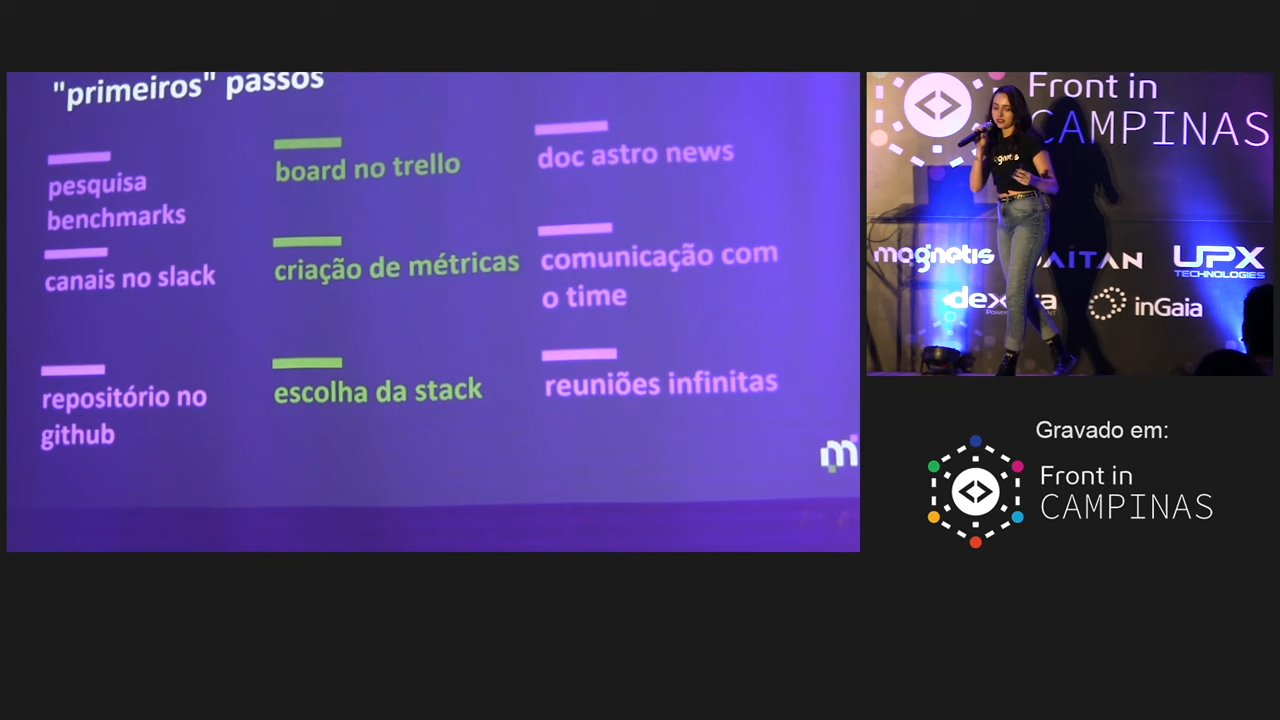 "primeiros" passos
pesquisa
benchmarks
canais no slack
repositório no
github
board no trello
criação de métricas
escolha da stack
doc astro news
comunicação com
o time
reuniões infinitas
Front in
CAMPINAS
magnetis
UPX
TECHNOLOGIES
inGaia
Gravado em:
Front in
CAMPINAS